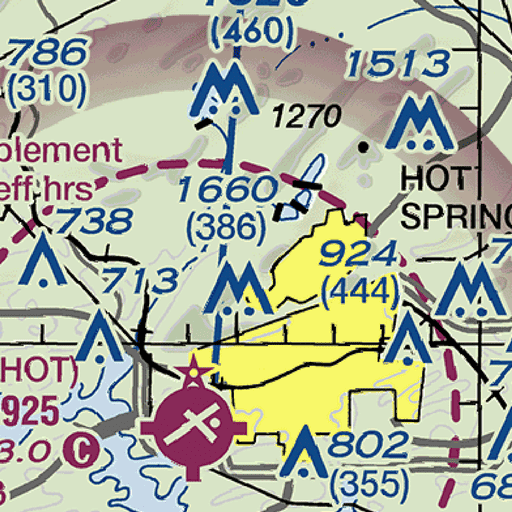 786
(310)
(460)
1513
1270
plement
eff hrs
HOT
SPRING
1660
(386)
738
713
924
(444)
HOT)
925
3.0 C
802
(355)
68